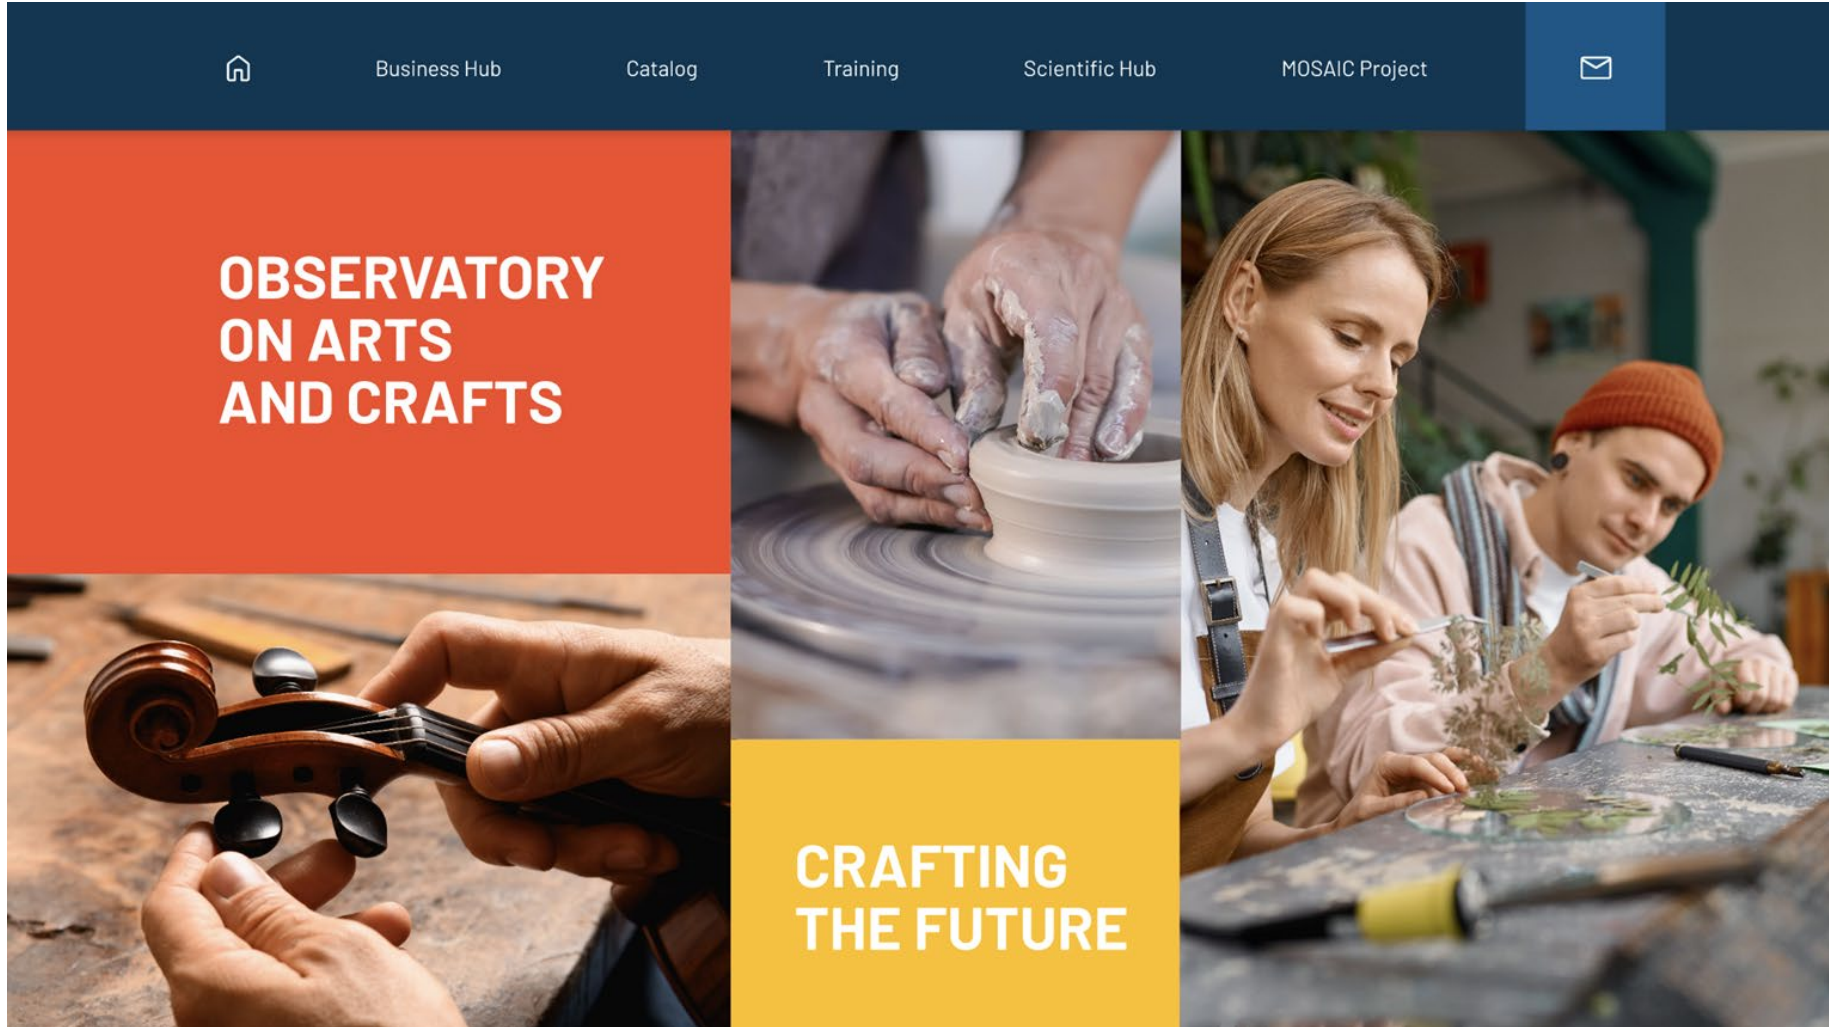 Business Hub
Catalog
Training
Scientific Hub
MOSAIC Project
OBSERVATORY
ON ARTS
AND CRAFTS
CRAFTING
THE FUTURE